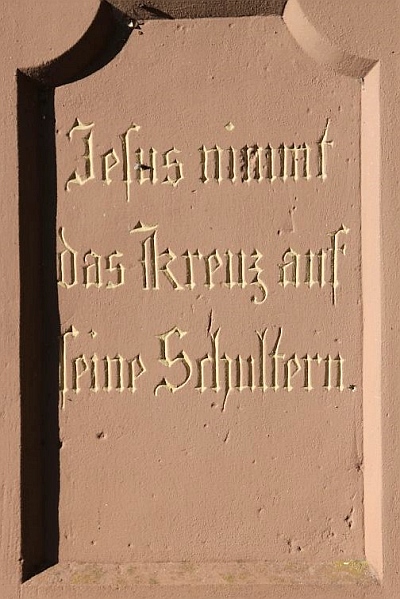 Jesus nimmt
das Kreuz auf
seine Schultern.